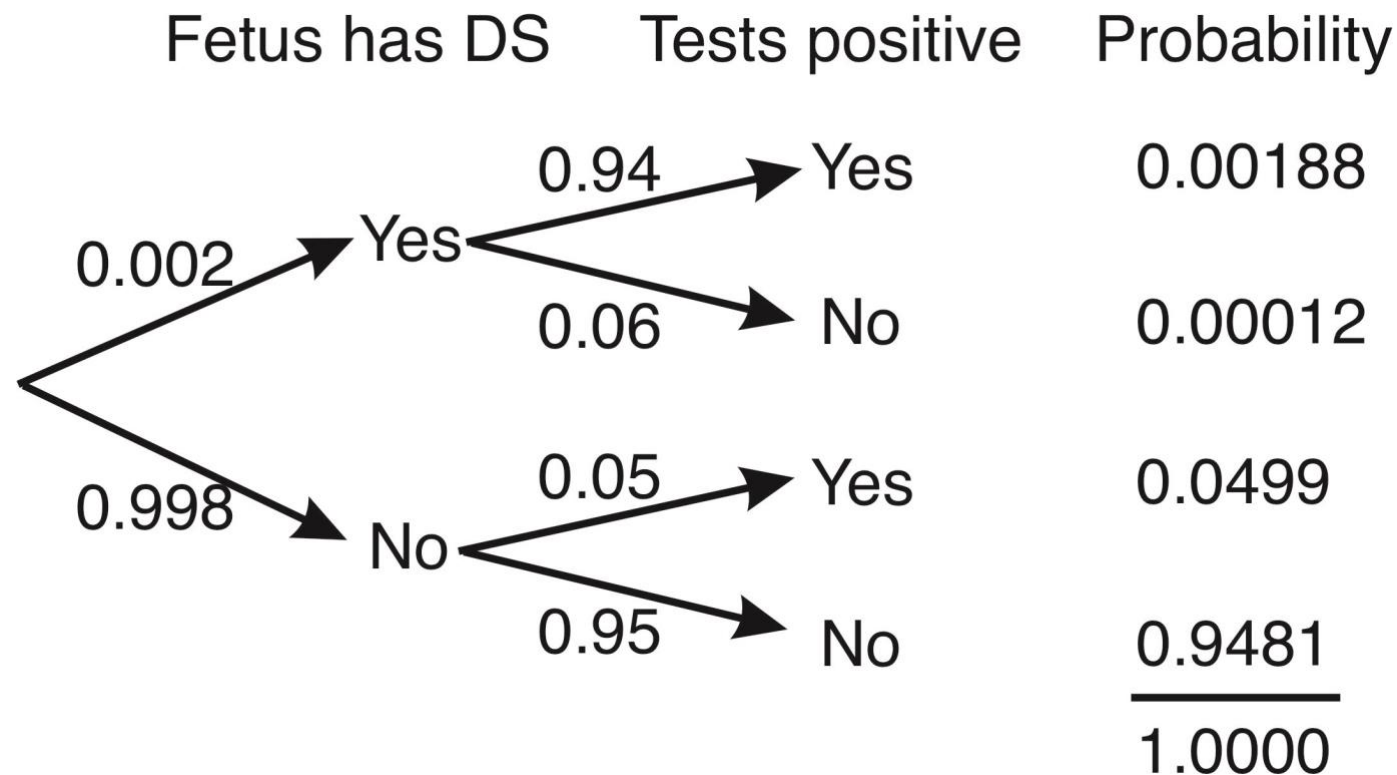 Fetus has DS Tests positive Probability
0.94 Yes 0.00188
0.002 Yes
0.06 No 0.00012
0.05 Yes 0.0499
0.998 No
0.95 No 0.9481
1.0000